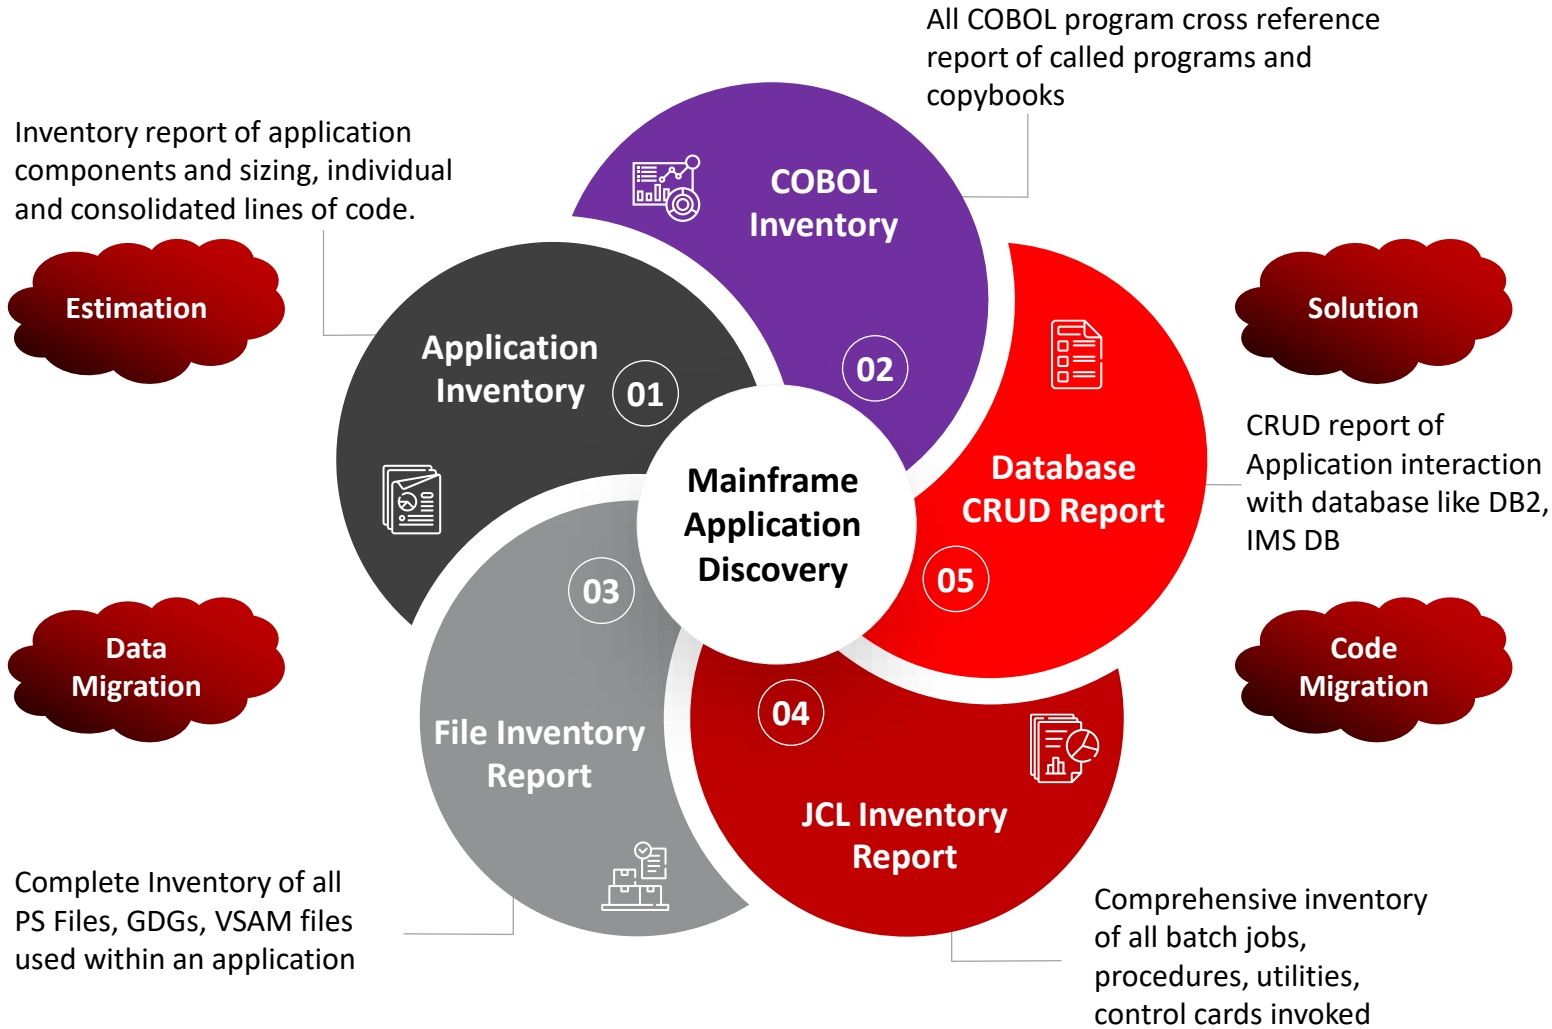 All COBOL program cross reference
report of called programs and
copybooks
Inventory report of application
components and sizing, individual
and consolidated lines of code.
COBOL
Inventory
02
Estimation
Solution
Application
Inventory
01
Database
CRUD Report
05
CRUD report of
Application interaction
with database like DB2,
IMS DB
Mainframe
Application
Discovery
03
File Inventory
Report
Data
Migration
Code
Migration
04
JCL Inventory
Report
Complete Inventory of all
PS Files, GDGs, VSAM files
used within an application
Comprehensive inventory
of all batch jobs,
procedures, utilities,
control cards invoked